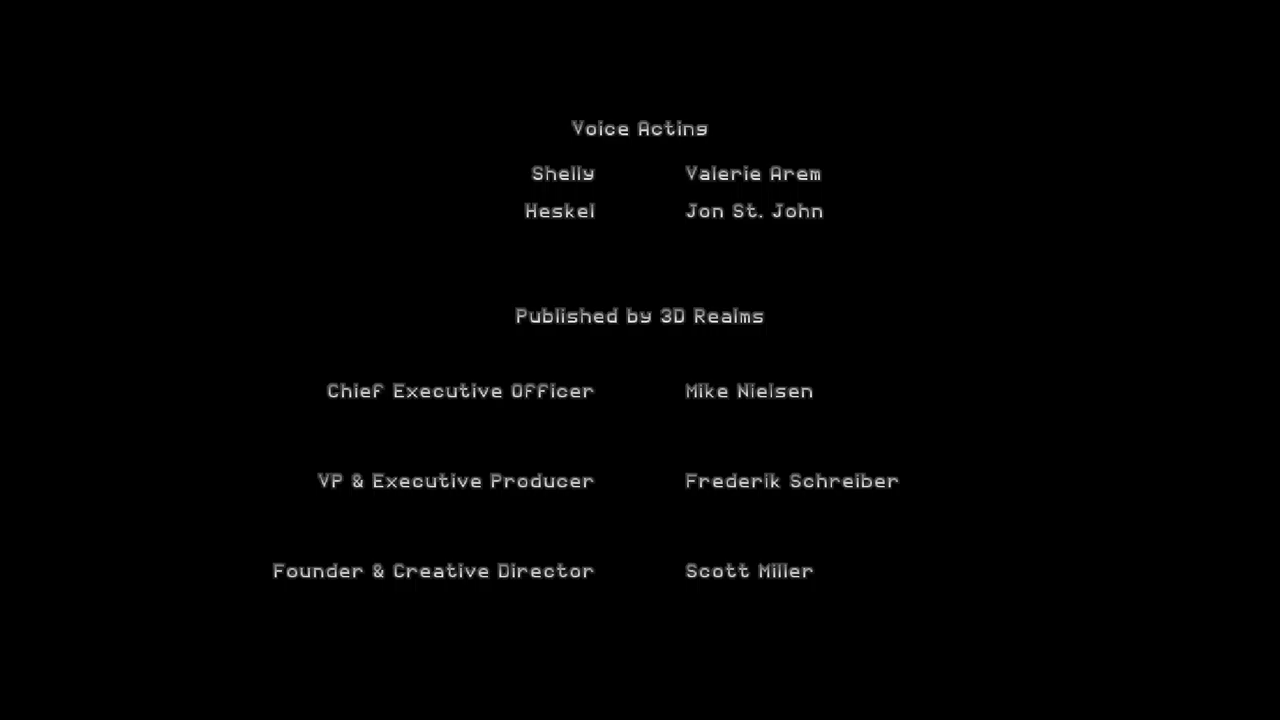 Voice Acting
Shelly Valerie Arem
Heskel Jon St. John
Published by 3D Realms
Chief Executive Officer Mike Nielsen
VP & Executive Producer Frederik Schreiber
Founder & Creative Director Scott Miller